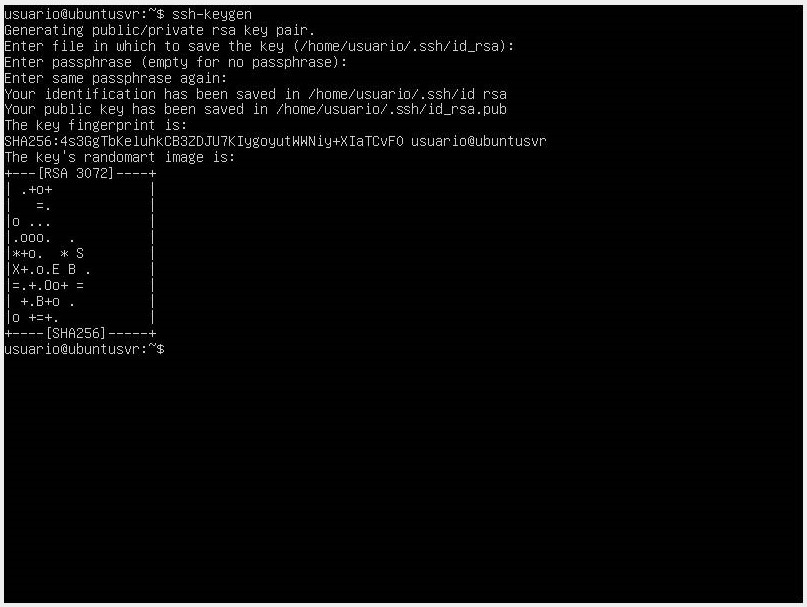 usuario@ubuntusvr:~$ ssh-keygen
Generating public/private rsa key pair.
Enter file in which to save the key (/home/usuario/.ssh/id_rsa):
Enter passphrase (empty for no passphrase):
Enter same passphrase again:
Your identification has been saved in /home/usuario/.ssh/id rsa
Your public key has been saved in /home/usuario/.ssh/id_rsa.pub
The key fingerprint is:
SHA256:4s3GgTbKeluhkCB3ZDJU7KIygoyutWWNiy+XIaTCvF0 usuario@ubuntusvr
The key's randomart image is:
+---[RSA 3072]----+
| .+o+            |
|   =.            |
|o ...            |
|.ooo.  .         |
|*+o.  * S        |
|X+.o.E B .       |
|=.+.Oo+ =        |
| +.B+o .         |
|o +=+.           |
+----[SHA256]-----+
usuario@ubuntusvr:~$